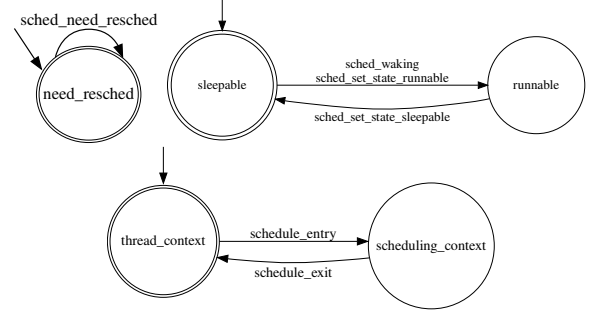 sched_need_resched
need_resched
sleepable
sched_waking
sched_set_state_runnable
sched_set_state_sleepable
runnable
thread_context
schedule_entry
schedule_exit
scheduling_context